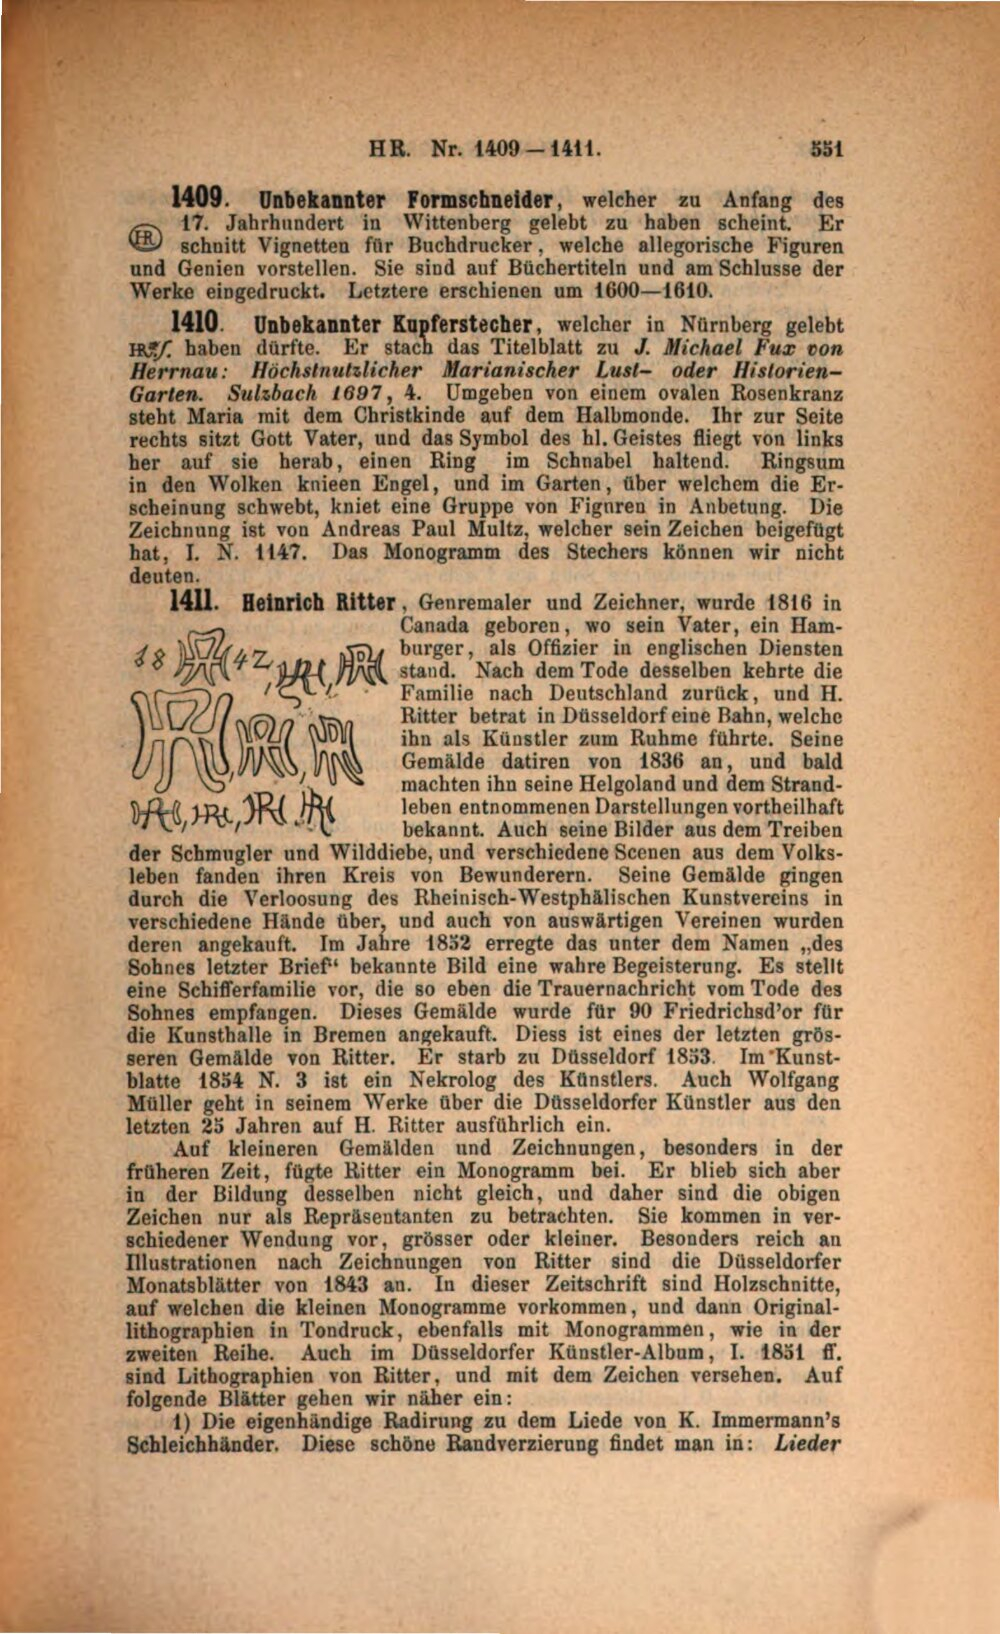 HR. Nr. 1409—1411. 551
1409. Unbekannter Formschneider, welcher zu Anfang des
17. Jahrhundert in Wittenberg gelebt zu haben scheint. Er
HR schnitt Vignetten für Buchdrucker, welche allegorische Figuren
und Genien vorstellen. Sie sind auf Büchertiteln und am Schlusse der
Werke eingedruckt. Letztere erschienen um 1600—1610.
1410. Unbekannter Kupferstecher, welcher in Nürnberg gelebt
haben dürfte. Er stach das Titelblatt zu J. Michael Fux von
Herrnau: Höchstnutzlicher Marianischer Lust- oder Historien-
Garten. Sulzbach 1697, 4. Umgeben von einem ovalen Rosenkranz
steht Maria mit dem Christkinde auf dem Halbmonde. Ihr zur Seite
rechts sitzt Gott Vater, und das Symbol des hl. Geistes fliegt von links
her auf sie herab, einen Ring im Schnabel haltend. Ringsum
in den Wolken knieen Engel, und im Garten, über welchem die Er-
scheinung schwebt, kniet eine Gruppe von Figuren in Anbetung. Die
Zeichnung ist von Andreas Paul Multz, welcher sein Zeichen beigefügt
hat, I. N. 1147. Das Monogramm des Stechers können wir nicht
deuten.
1411. Heinrich Ritter, Genremaler und Zeichner, wurde 1816 in
Canada geboren, wo sein Vater, ein Ham-
18 HR 42, burger, als Offizier in englischen Diensten
stand. Nach dem Tode desselben kehrte die
Familie nach Deutschland zurück, und H.
Ritter betrat in Düsseldorf eine Bahn, welche
ihn als Künstler zum Ruhme führte. Seine
Gemälde datiren von 1836 an, und bald
machten ihn seine Helgoland und dem Strand-
leben entnommenen Darstellungen vortheilhaft
bekannt. Auch seine Bilder aus dem Treiben
der Schmugler und Wilddiebe, und verschiedene Scenen aus dem Volks-
leben fanden ihren Kreis von Bewunderern. Seine Gemälde gingen
durch die Verloosung des Rheinisch-Westphälischen Kunstvereins in
verschiedene Hände über, und auch von auswärtigen Vereinen wurden
deren angekauft. Im Jahre 1852 erregte das unter dem Namen „des
Sohnes letzter Brief“ bekannte Bild eine wahre Begeisterung. Es stellt
eine Schifferfamilie vor, die so eben die Trauernachricht vom Tode des
Sohnes empfangen. Dieses Gemälde wurde für 90 Friedrichsd'or für
die Kunsthalle in Bremen angekauft. Diess ist eines der letzten grös-
seren Gemälde von Ritter. Er starb zu Düsseldorf 1853. Im Kunst-
blatte 1854 N. 3 ist ein Nekrolog des Künstlers. Auch Wolfgang
Müller geht in seinem Werke über die Düsseldorfer Künstler aus den
letzten 25 Jahren auf H. Ritter ausführlich ein.
Auf kleineren Gemälden und Zeichnungen, besonders in der
früheren Zeit, fügte Ritter ein Monogramm bei. Er blieb sich aber
in der Bildung desselben nicht gleich, und daher sind die obigen
Zeichen nur als Repräsentanten zu betrachten. Sie kommen in ver-
schiedener Wendung vor, grösser oder kleiner. Besonders reich an
Illustrationen nach Zeichnungen von Ritter sind die Düsseldorfer
Monatsblätter von 1843 an. In dieser Zeitschrift sind Holzschnitte,
auf welchen die kleinen Monogramme vorkommen, und dann Original-
lithographien in Tondruck, ebenfalls mit Monogrammen, wie in der
zweiten Reihe. Auch im Düsseldorfer Künstler-Album, I. 1851 ff.
sind Lithographien von Ritter, und mit dem Zeichen versehen. Auf
folgende Blätter gehen wir näher ein:
1) Die eigenhändige Radirung zu dem Liede von K. Immermann's
Schleichhänder. Diese schöne Randverzierung findet man in: Lieder